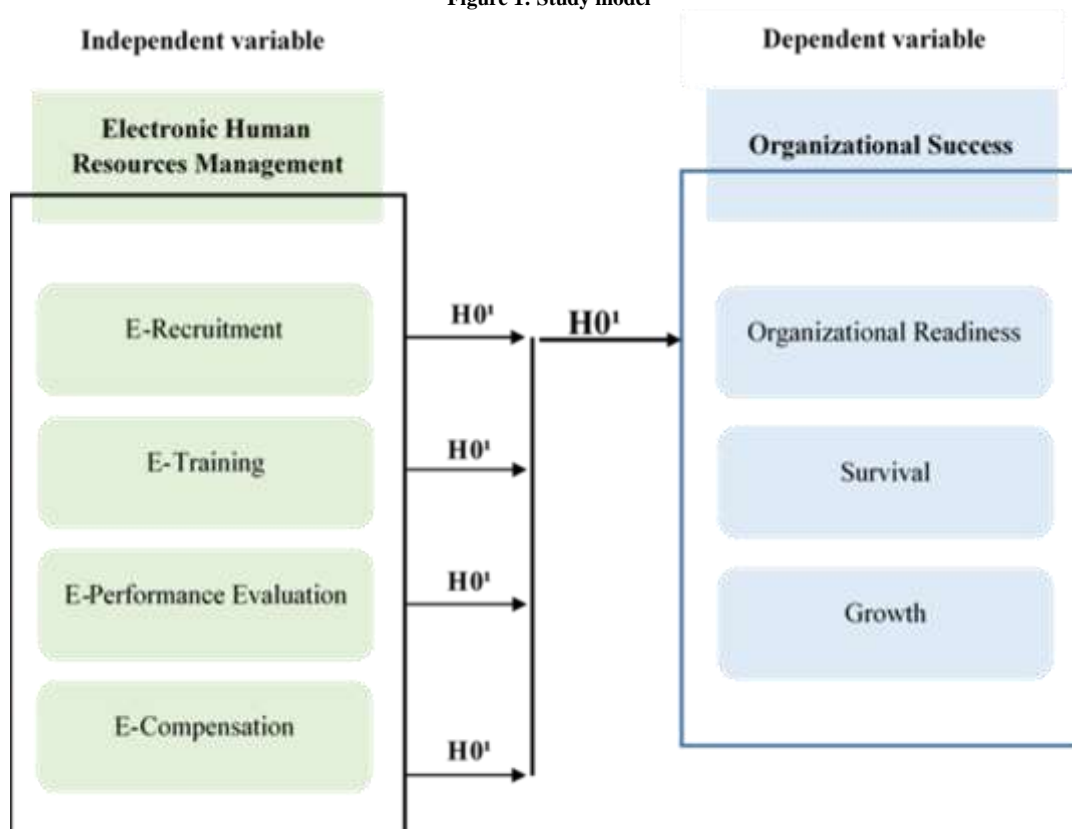 Figure 1: Study model
Independent variable
Electronic Human
Resources Management
E-Recruitment
E-Training
E-Performance Evaluation
E-Compensation
H0¹
H0¹
H0¹
H0¹
H0¹
Dependent variable
Organizational Success
Organizational Readiness
Survival
Growth